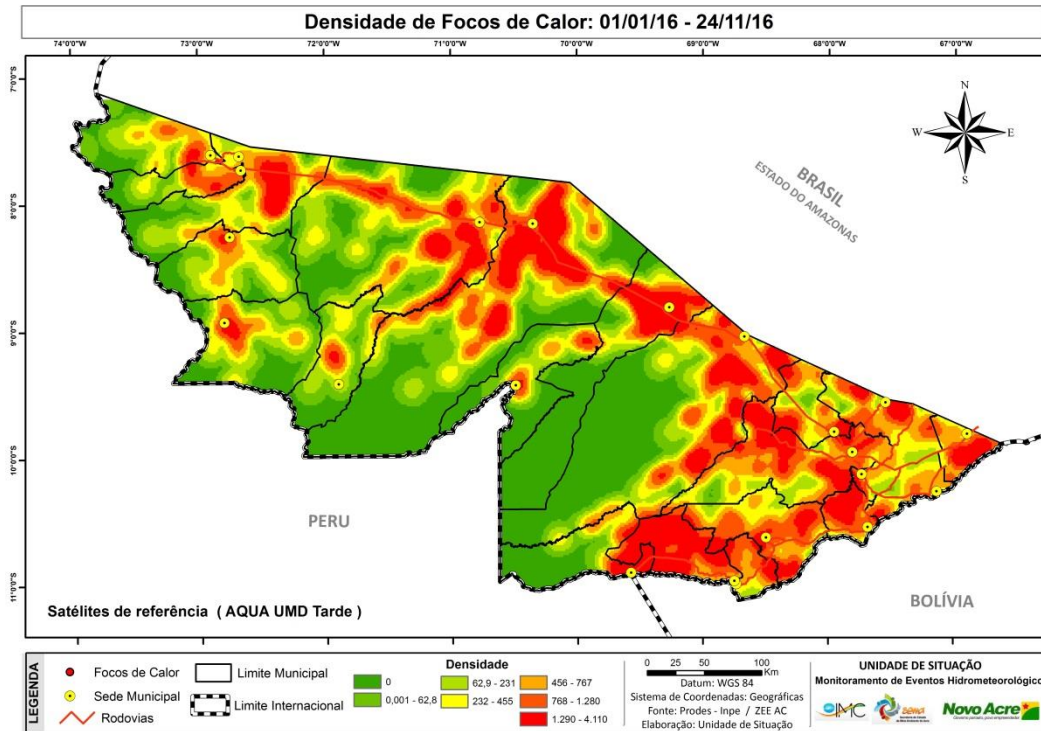 Densidade de Focos de Calor: 01/01/16 - 24/11/16
74°0'0"S 73°0'0"S 72°0'0"S 71°0'0"S 70°0'0"S 69°0'0"S 68°0'0"S 67°0'0"S
7°0'0"S
8°0'0"S
9°0'0"S
10°0'0"S
11°0'0"S
N
W E
S
BRASIL
ESTADO DO AMAZONAS
PERU
BOLÍVIA
Satélites de referência ( AQUA UMD Tarde )
LEGENDA
Focos de Calor
Sede Municipal
Rodovias
Limite Municipal
Limite Internacional
Densidade
0
0,001 - 62,8
62,9 - 231
232 - 455
456 - 767
768 - 1.280
1.290 - 4.110
0 25 50 100
Km
Datum: WGS 84
Sistema de Coordenadas: Geográficas
Fonte: Prodes - Inpe / ZEE AC
Elaboração: Unidade de Situação
UNIDADE DE SITUAÇÃO
Monitoramento de Eventos Hidrometeorológico
IMC
sema
Novo Acre